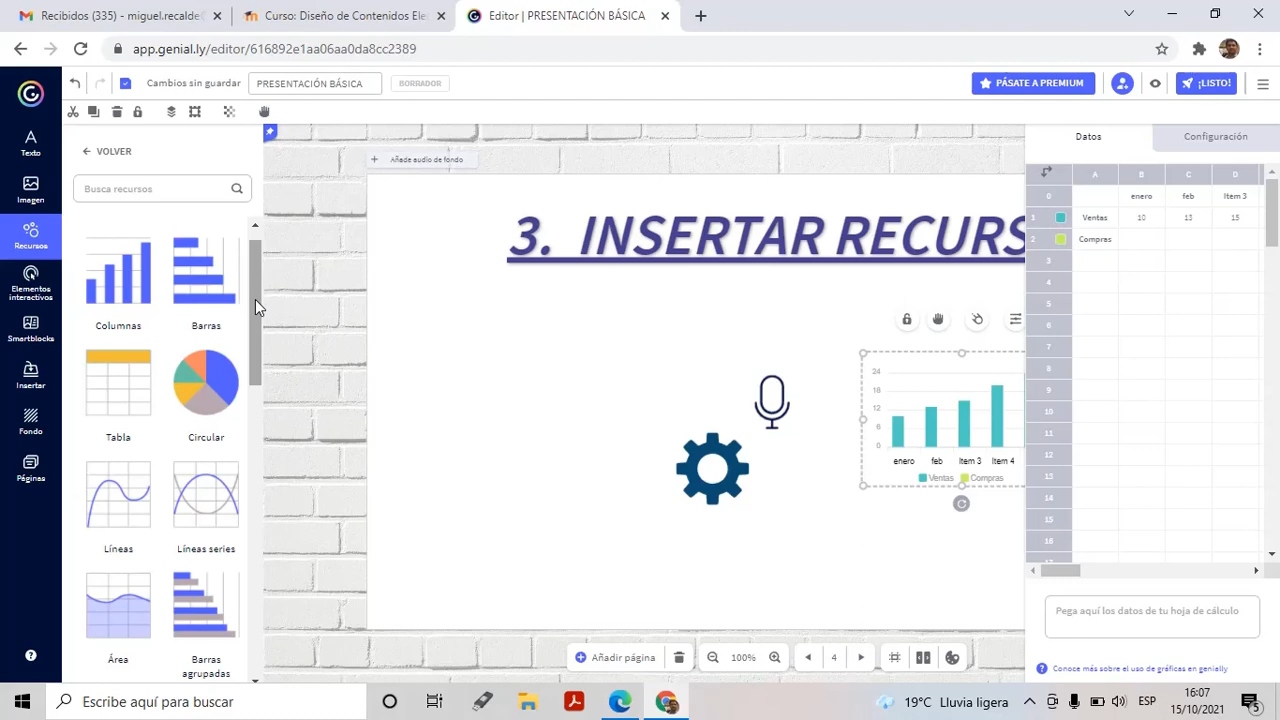 Recibidos (335) - miguel.recalde
Curso: Diseño de Contenidos Ele
Editor | PRESENTACIÓN BÁSICA
app.genial.ly/editor/616892e1aa06aa0da8cc2389
Cambios sin guardar
PRESENTACIÓN BÁSICA
BORRADOR
PÁSATE A PREMIUM
¡LISTO!
Texto
Imagen
Recursos
Elementos
interactivos
Smartblocks
Insertar
Fondo
Páginas
VOLVER
Busca recursos
Columnas
Barras
Tabla
Circular
Líneas
Líneas series
Área
Barras
agrupadas
Añade audio de fondo
3. INSERTAR RECURS
24
18
12
6
0
enero feb Item 3 Item 4
Ventas Compras
Añadir página
100%
4
Datos
Configuración
A B C D
0 enero feb Item 3
1 Ventas 10 13 15
2 Compras
3
4
5
6
7
8
9
10
11
12
13
14
15
16
Pega aquí los datos de tu hoja de cálculo
Conoce más sobre el uso de gráficas en genially
Escribe aquí para buscar
19°C Lluvia ligera
ESP
16:07
15/10/2021
5